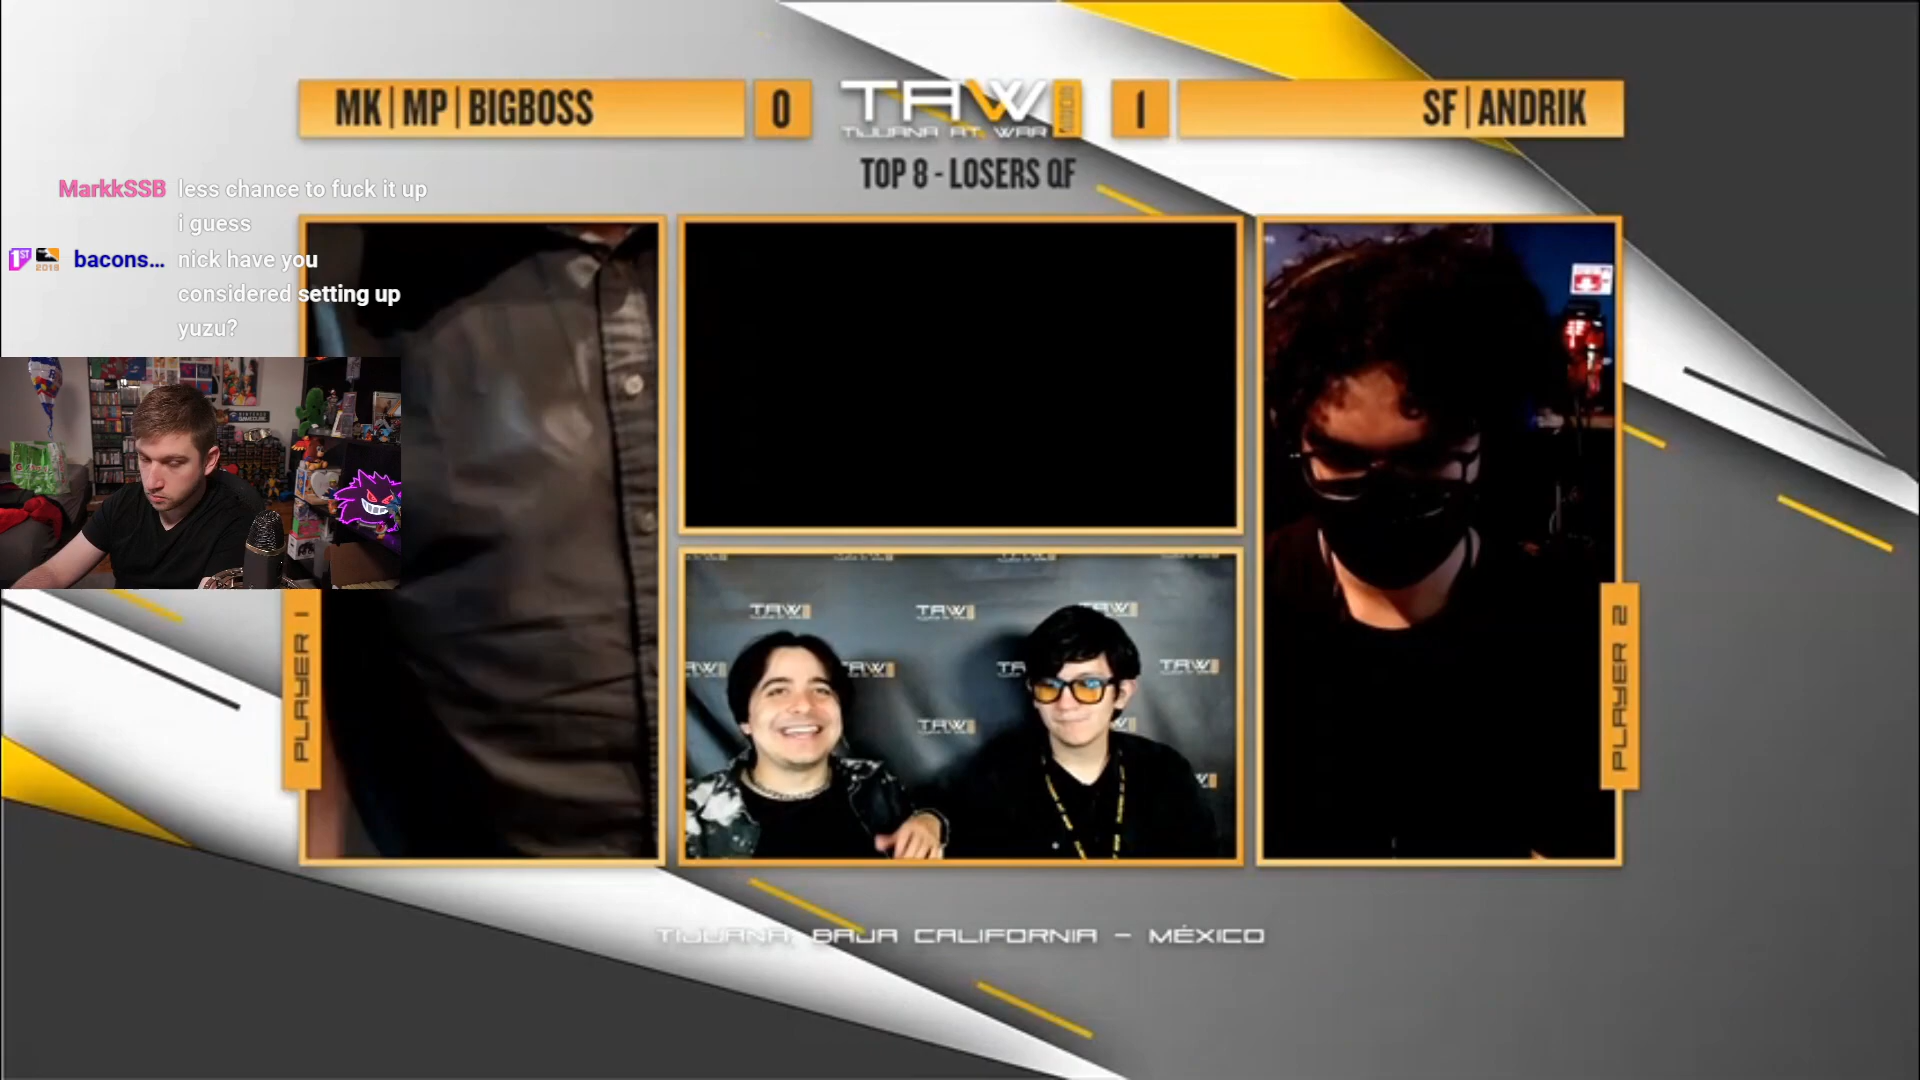 MK|MP|BIGBOSS
0
TAW
TIJUANA AT WAR
1
SF|ANDRIK
TOP 8 - LOSERS QF
MarkkSSB less chance to fuck it up
i guess
1ST 2018 bacons... nick have you
considered setting up
yuzu?
PLAYER 1
TAW
TAW
TAW
TAW
TAW
TAW
PLAYER 2
TIJUANA, BAJA CALIFORNIA - MÉXICO